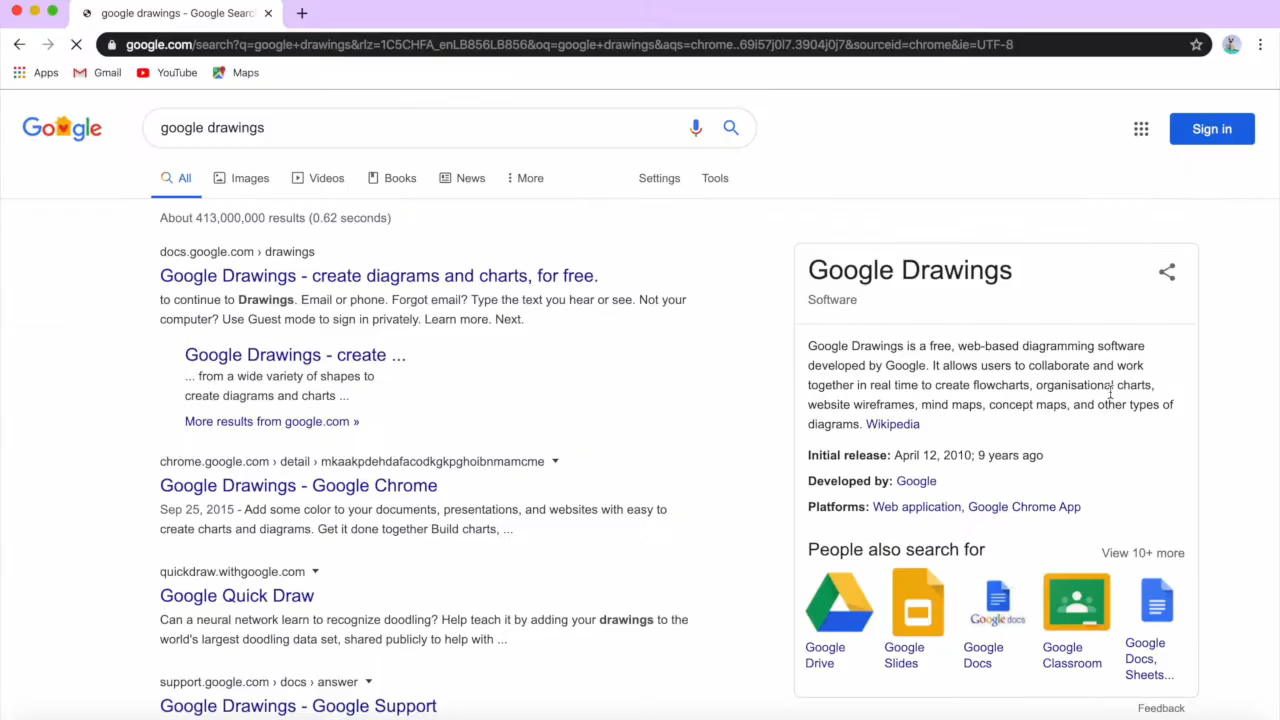 google drawings - Google Searc
google.com/search?q=google+drawings&rlz=1C5CHFA_enLB856LB856&oq=google+drawings&aqs=chrome..69i57j0l7.3904j0j7&sourceid=chrome&ie=UTF-8
Apps Gmail YouTube Maps
Google google drawings Sign in
All Images Videos Books News More Settings Tools
About 413,000,000 results (0.62 seconds)
docs.google.com › drawings
Google Drawings - create diagrams and charts, for free.
to continue to Drawings. Email or phone. Forgot email? Type the text you hear or see. Not your
computer? Use Guest mode to sign in privately. Learn more. Next.
Google Drawings - create ...
... from a wide variety of shapes to
create diagrams and charts ...
More results from google.com »
chrome.google.com › detail › mkaakpdehdafacodkgkpghoibnmamcme
Google Drawings - Google Chrome
Sep 25, 2015 - Add some color to your documents, presentations, and websites with easy to
create charts and diagrams. Get it done together Build charts, ...
quickdraw.withgoogle.com
Google Quick Draw
Can a neural network learn to recognize doodling? Help teach it by adding your drawings to the
world's largest doodling data set, shared publicly to help with ...
support.google.com › docs › answer
Google Drawings - Google Support
Google Drawings
Software
Google Drawings is a free, web-based diagramming software
developed by Google. It allows users to collaborate and work
together in real time to create flowcharts, organisational charts,
website wireframes, mind maps, concept maps, and other types of
diagrams. Wikipedia
Initial release: April 12, 2010; 9 years ago
Developed by: Google
Platforms: Web application, Google Chrome App
People also search for View 10+ more
Google docs
Google
Drive
Google
Slides
Google
Docs
Google
Classroom
Google
Docs,
Sheets...
Feedback